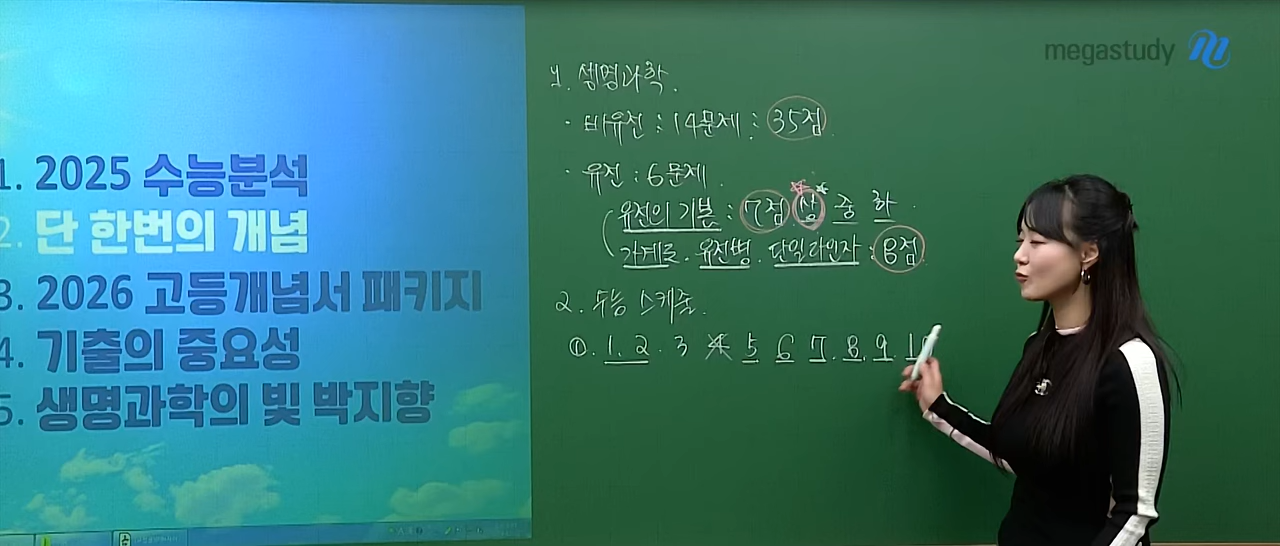 megastudy
1. 2025 수능분석
2. 단 한번의 개념
3. 2026 고등개념서 패키지
4. 기출의 중요성
5. 생명과학의 빛 박지향
1. 생명과학.
· 비유전 : 14문제 : 35점
· 유전 : 6문제.
유전의 기본 : 7점 상 중 하.
가계도. 유전병. 단일라인자 : 8점
2. 수능 스케줄.
①. 1. 2. 3 4 5 6 7. 8. 9. 10